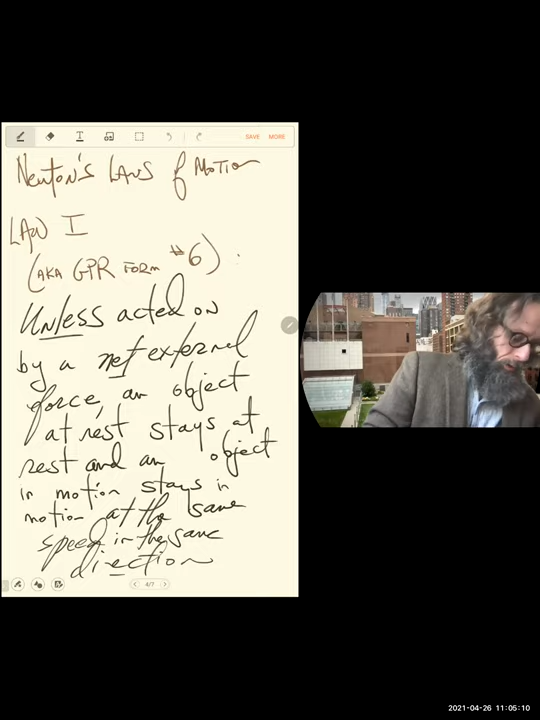 SAVE MORE
Newton's Laws of Motion
LAW I
(AKA GPR FORM #6).
Unless acted on
by a net external
force, an object
at rest stays at
rest and an object
in motion stays in
motion at the same
speed in the same
direction
4/7
2021-04-26 11:05:10